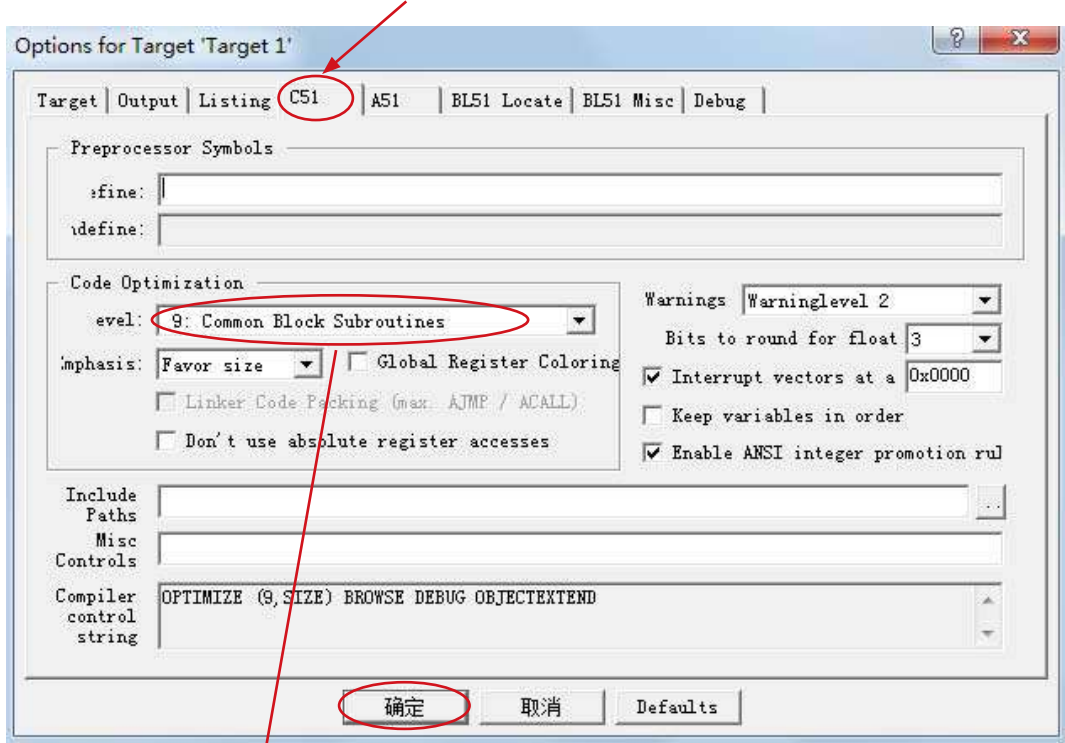 Options for Target 'Target 1'
Target Output Listing C51 A51 BL51 Locate BL51 Misc Debug
Preprocessor Symbols
efine:
ndefine:
Code Optimization
evel: 9: Common Block Subroutines
Warnings Warninglevel 2
Bits to round for float 3
Emphasis: Favor size Global Register Coloring
Interrupt vectors at a 0x0000
Linker Code Packing (max. AJMP / ACALL)
Keep variables in order
Don't use absolute register accesses
Enable ANSI integer promotion rul
Include
Paths
..
Misc
Controls
Compiler
control
string
OPTIMIZE (9,SIZE) BROWSE DEBUG OBJECTEXTEND
确定 取消 Defaults